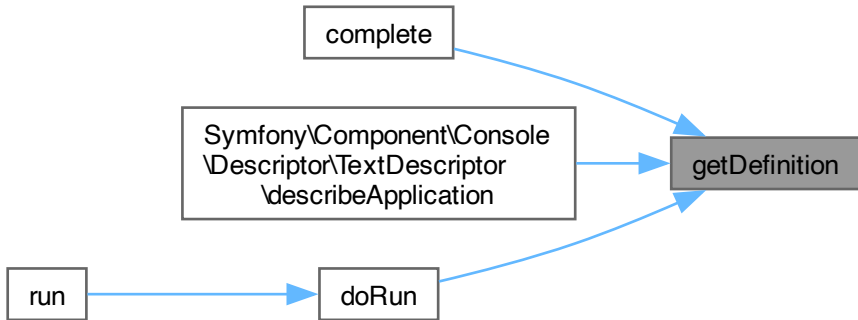 complete
Symfony\Component\Console
\Descriptor\TextDescriptor
\describeApplication
getDefinition
run
doRun